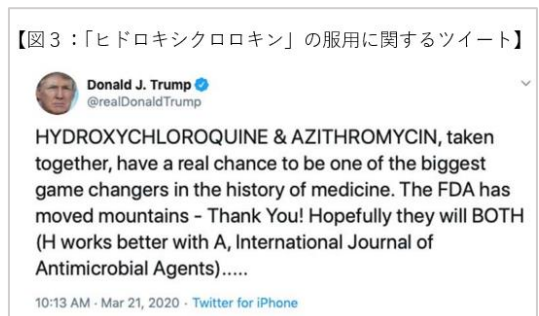 【図３：「ヒドロキシクロロキン」の服用に関するツイート】
Donald J. Trump
@realDonaldTrump
HYDROXYCHLOROQUINE & AZITHROMYCIN, taken
together, have a real chance to be one of the biggest
game changers in the history of medicine. The FDA has
moved mountains - Thank You! Hopefully they will BOTH
(H works better with A, International Journal of
Antimicrobial Agents).....
10:13 AM · Mar 21, 2020 · Twitter for iPhone